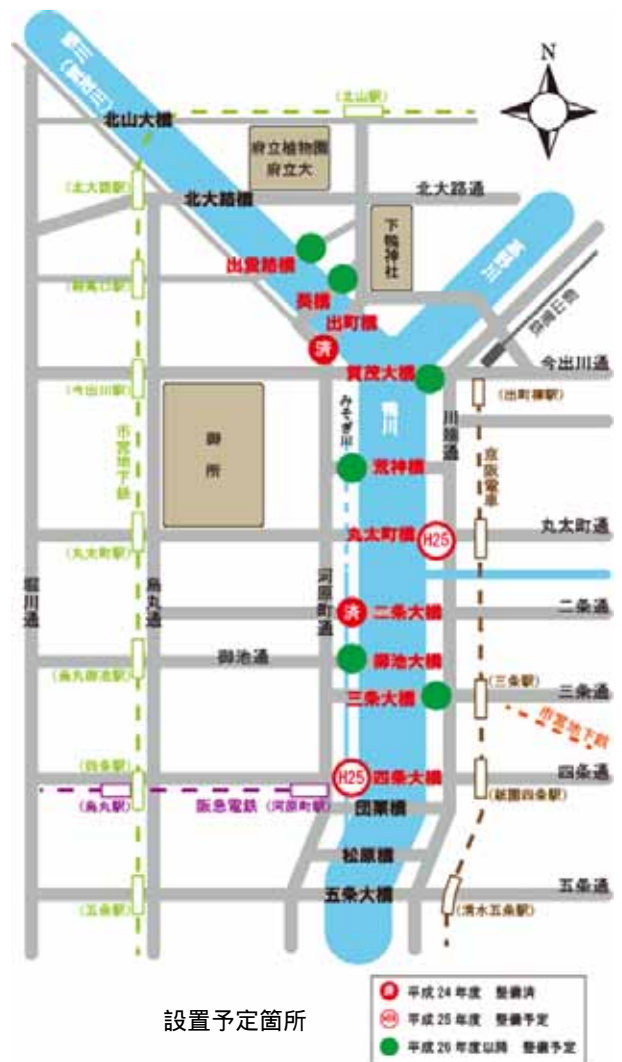 N
(北山駅)
北山大橋
府立植物園
府立大
(北大路駅)
北大路橋
北大路通
下鴨神社
出雲路橋
(鞍馬口駅)
葵橋
高野川
出町橋
叡山電鉄
済
賀茂大橋
今出川通
(今出川駅)
(出町柳駅)
鴨川
川端通
みそぎ川
御所
市営地下鉄
京阪電車
荒神橋
丸太町橋
H25
丸太町通
(丸太町駅)
堀川通
烏丸通
河原町通
済
二条大橋
二条通
御池通
御池大橋
(烏丸御池駅)
(三条駅)
三条大橋
三条通
市営地下鉄
(四条駅)
H25
四条大橋
四条通
(烏丸駅)
阪急電鉄
(河原町駅)
(祇園四条駅)
団栗橋
松原橋
五条大橋
五条通
(五条駅)
(清水五条駅)
設置予定箇所
済 平成24年度 整備済
H25 平成25年度 整備予定
平成26年度以降 整備予定